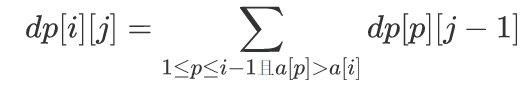 dp[i][j] = ∑ dp[p][j − 1]
1≤p≤i−1且a[p]>a[i]